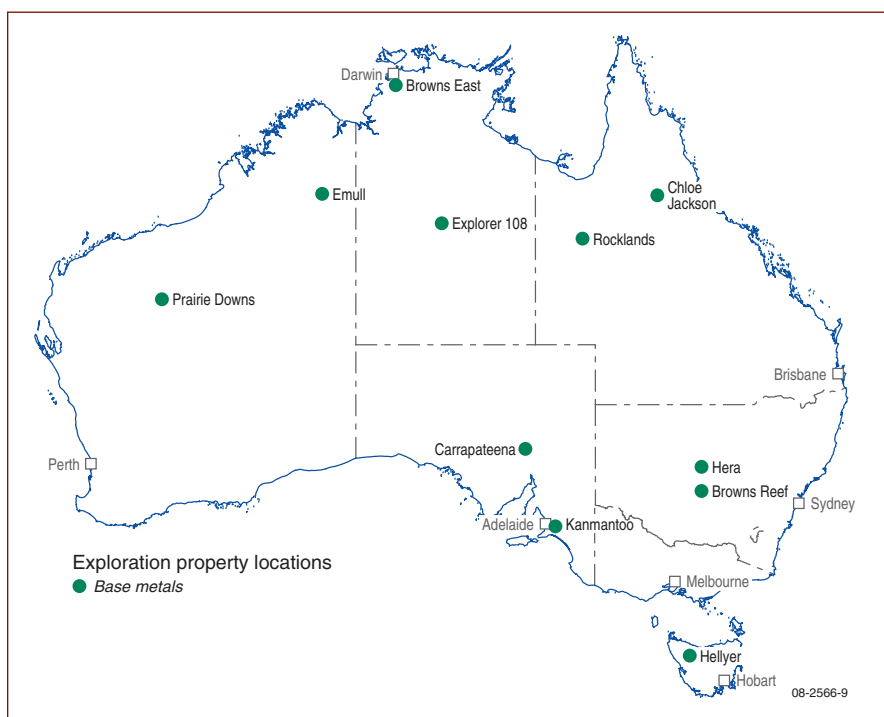 Darwin
Browns East
Emull
Chloe
Jackson
Explorer 108
Rocklands
Prairie Downs
Brisbane
Carrapateena
Perth
Hera
Browns Reef
Sydney
Adelaide
Kanmantoo
Exploration property locations
Base metals
Melbourne
Hellyer
Hobart
08-2566-9